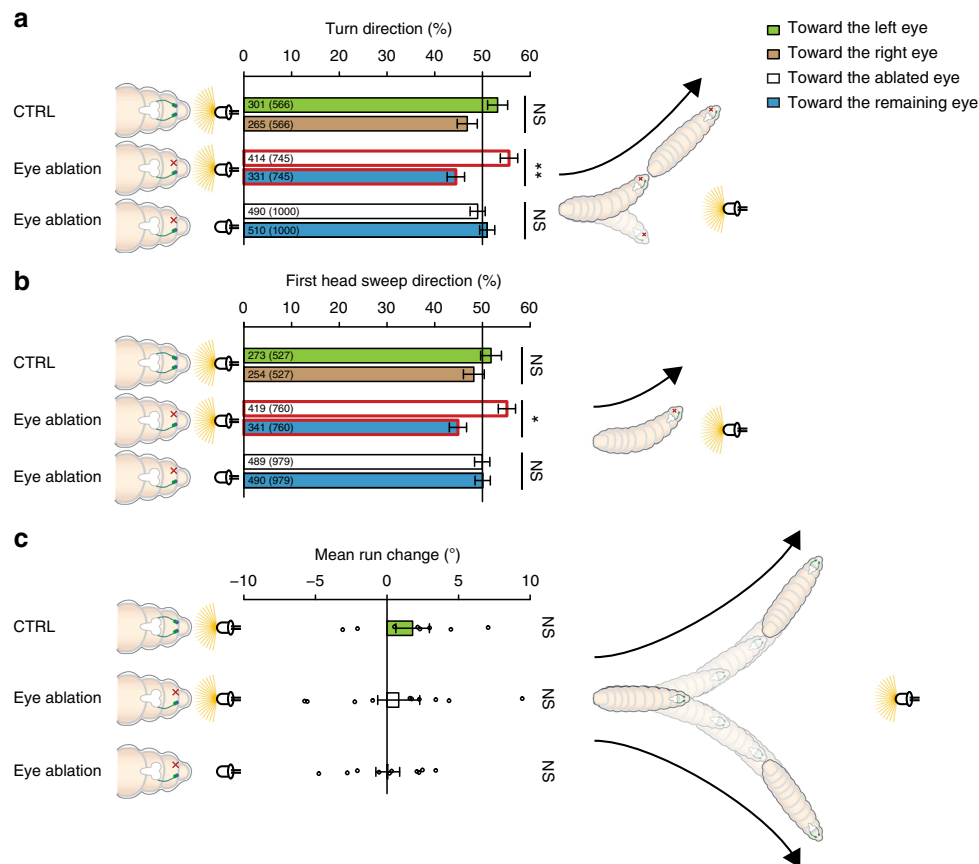 a
Turn direction (%)
0 10 20 30 40 50 60
Toward the left eye
Toward the right eye
Toward the ablated eye
Toward the remaining eye
CTRL
301 (566)
265 (566)
NS
Eye ablation
414 (745)
331 (745)
**
Eye ablation
490 (1000)
510 (1000)
NS
b
First head sweep direction (%)
0 10 20 30 40 50 60
CTRL
273 (527)
254 (527)
NS
Eye ablation
419 (760)
341 (760)
*
Eye ablation
489 (979)
490 (979)
NS
c
Mean run change (°)
−10 −5 0 5 10
CTRL
NS
Eye ablation
NS
Eye ablation
NS